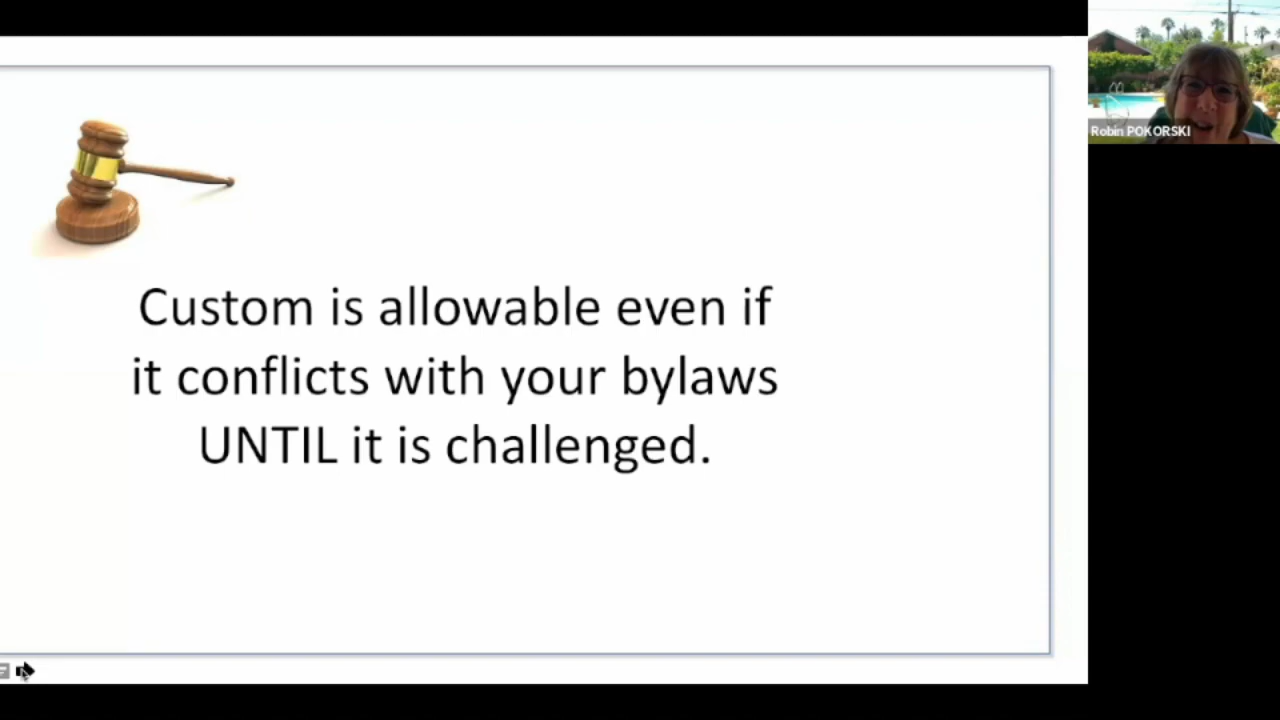 Robin POKORSKI
Custom is allowable even if
it conflicts with your bylaws
UNTIL it is challenged.